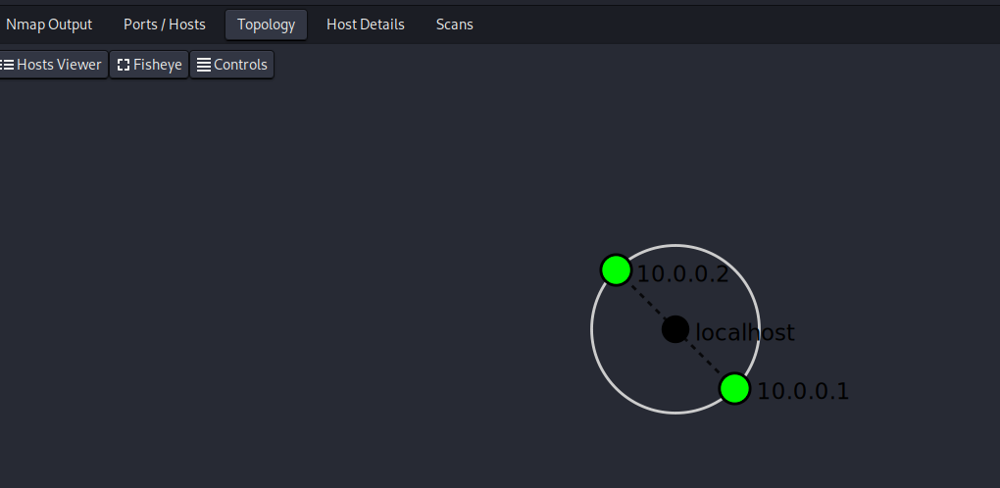 Nmap Output Ports / Hosts Topology Host Details Scans
Hosts Viewer Fisheye Controls
10.0.0.2
localhost
10.0.0.1